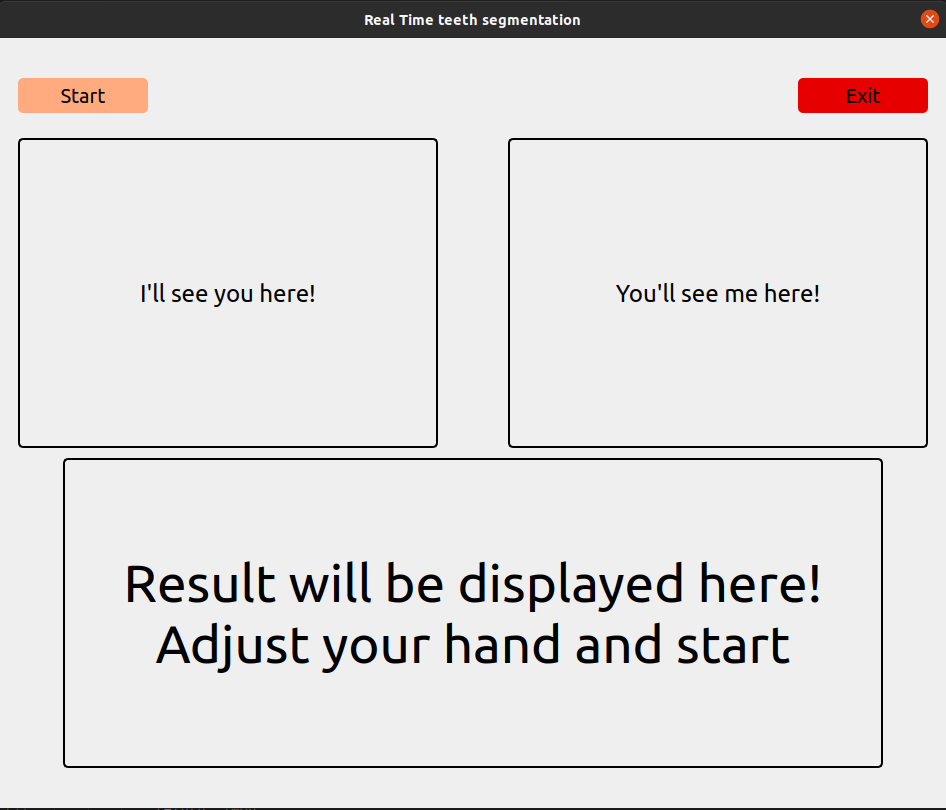 Real Time teeth segmentation
Start
Exit
I'll see you here!
You'll see me here!
Result will be displayed here!
Adjust your hand and start